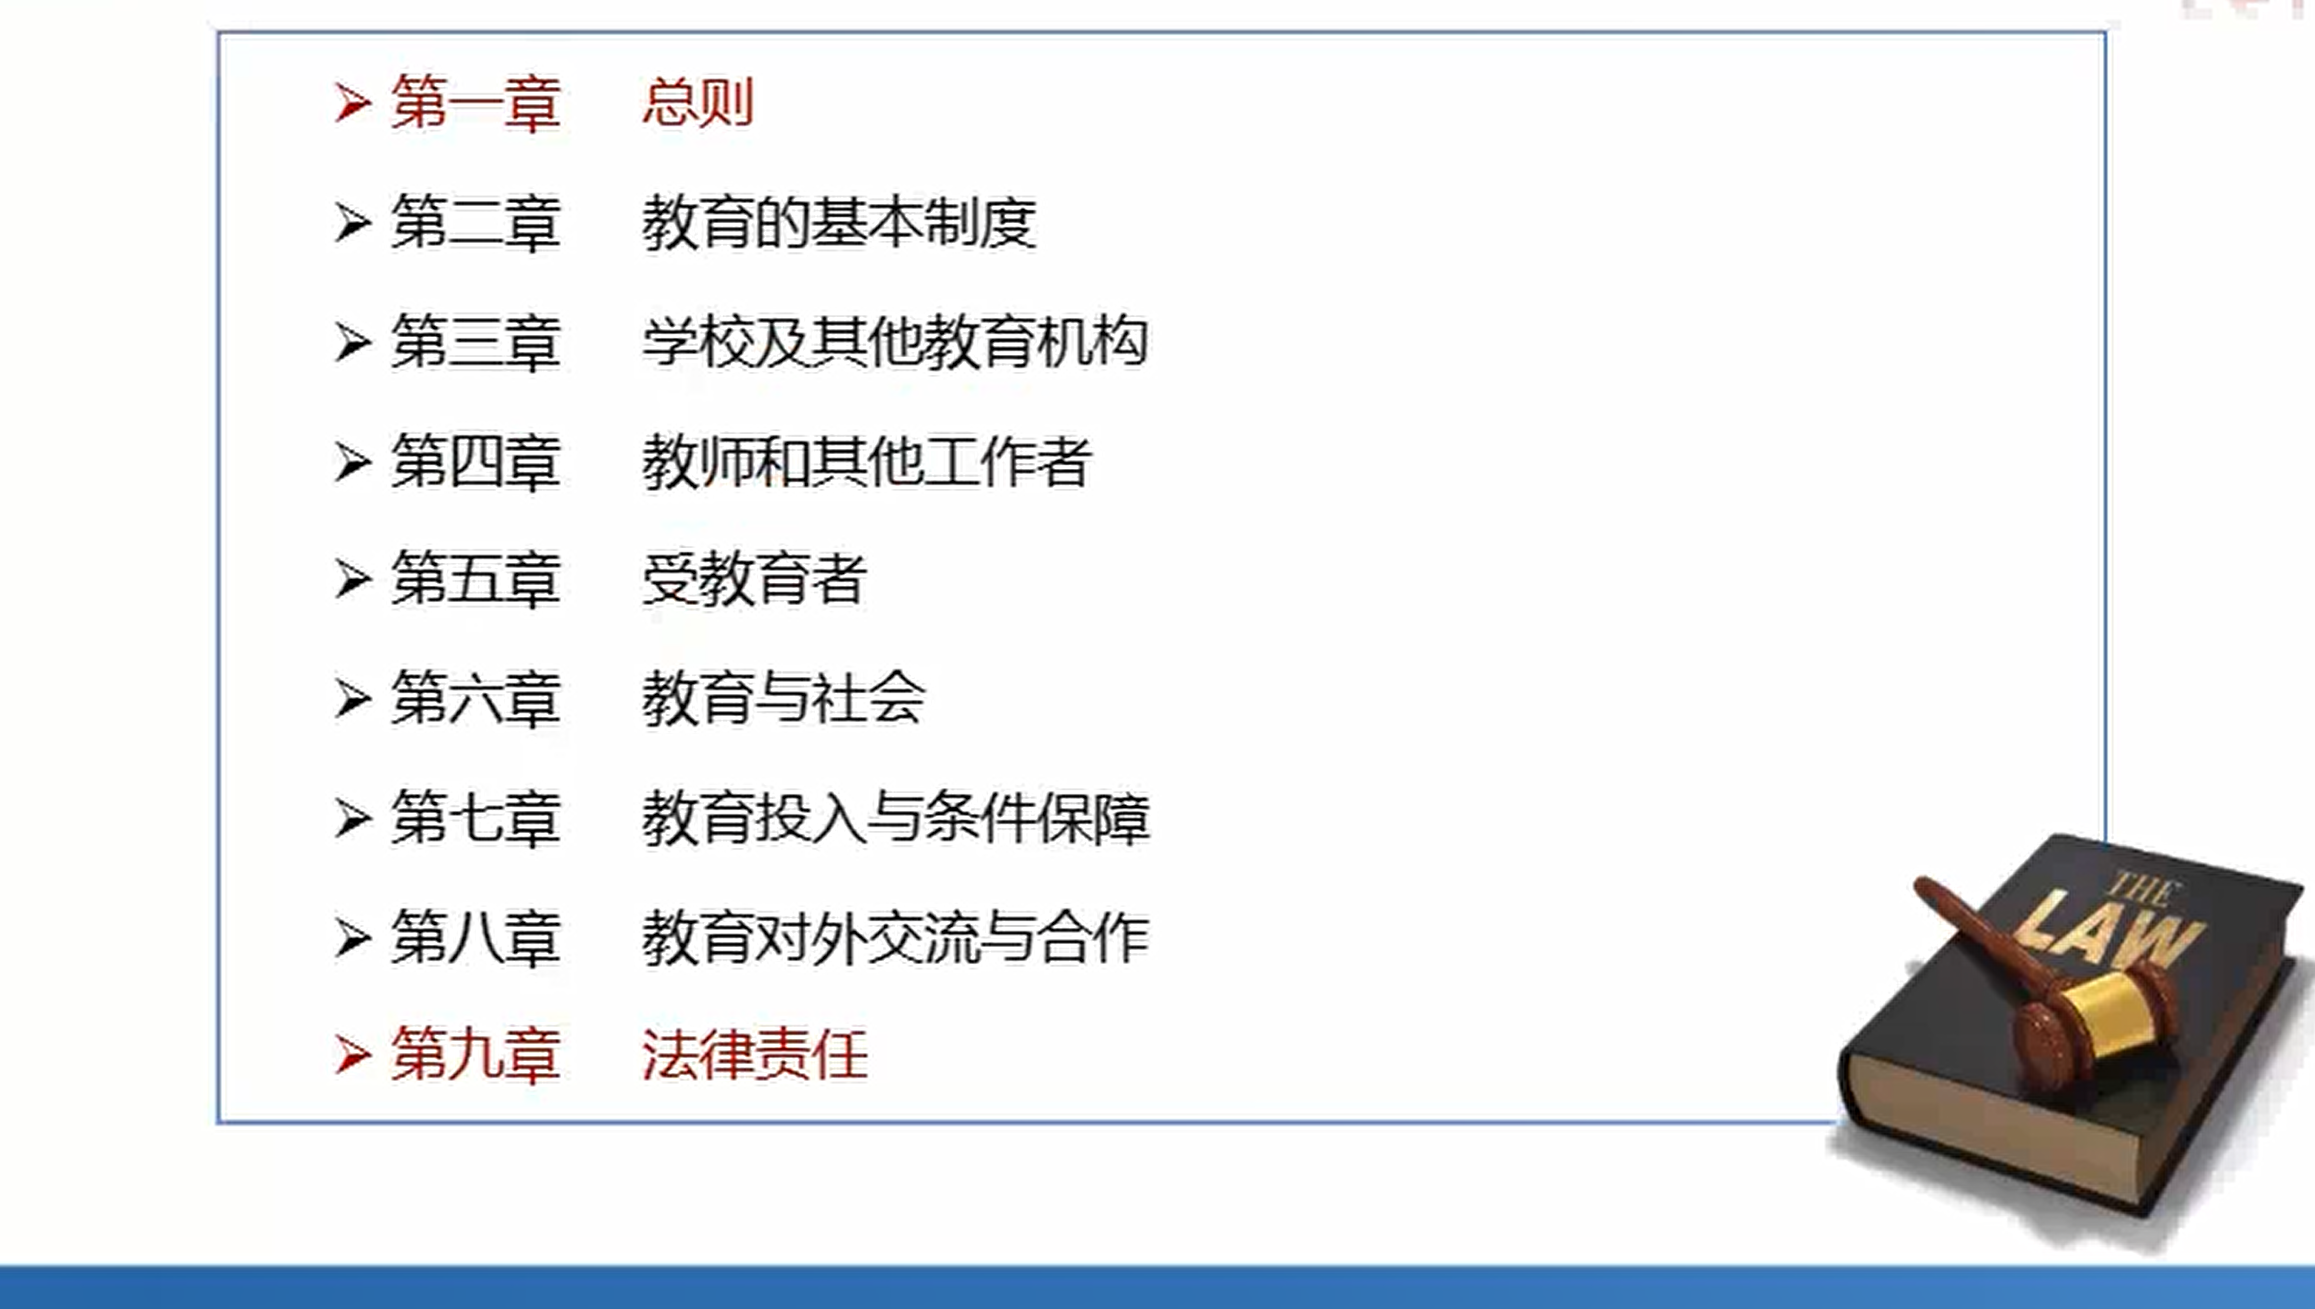 第一章 总则
第二章 教育的基本制度
第三章 学校及其他教育机构
第四章 教师和其他工作者
第五章 受教育者
第六章 教育与社会
第七章 教育投入与条件保障
第八章 教育对外交流与合作
第九章 法律责任
THE
LAW